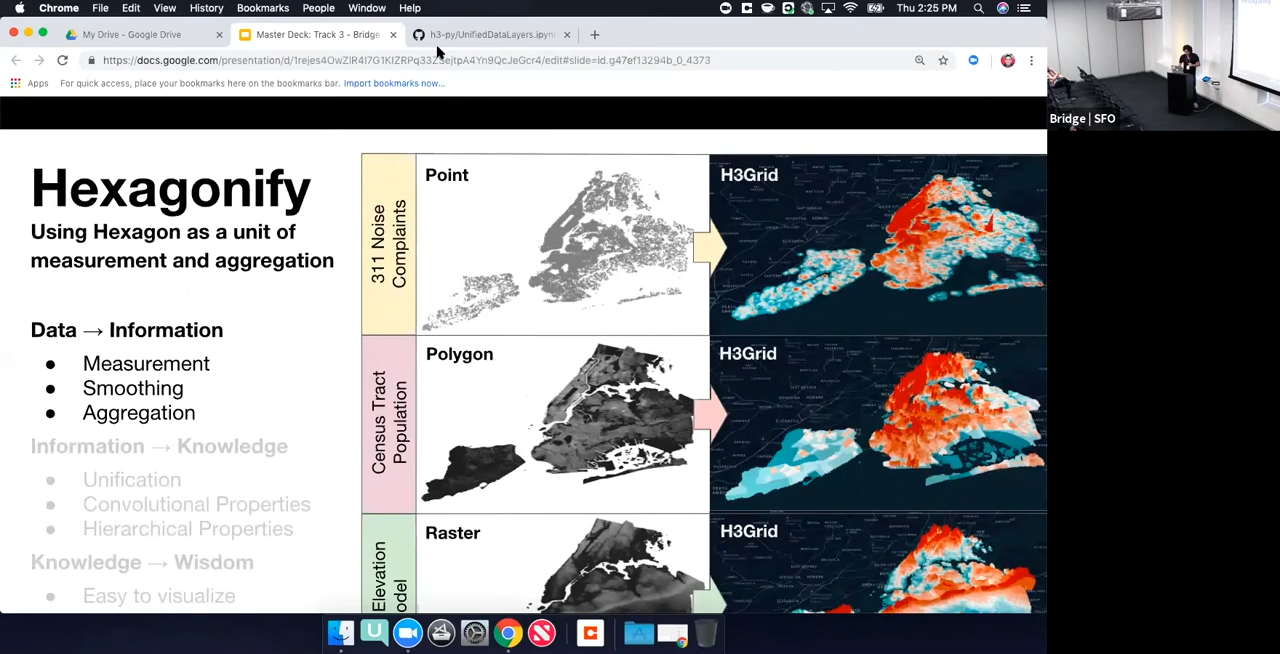 Chrome File Edit View History Bookmarks People Window Help Thu 2:25 PM
My Drive - Google Drive
Master Deck: Track 3 - Bridge
h3-py/UnifiedDataLayers.ipyn
Apps For quick access, place your bookmarks here on the bookmarks bar. Import bookmarks now...
Bridge | SFO
Hexagonify
Using Hexagon as a unit of
measurement and aggregation
Data → Information
● Measurement
● Smoothing
● Aggregation
Information → Knowledge
● Unification
● Convolutional Properties
● Hierarchical Properties
Knowledge → Wisdom
● Easy to visualize
311 Noise
Complaints
Point
H3Grid
Census Tract
Population
Polygon
H3Grid
Elevation
Raster
H3Grid